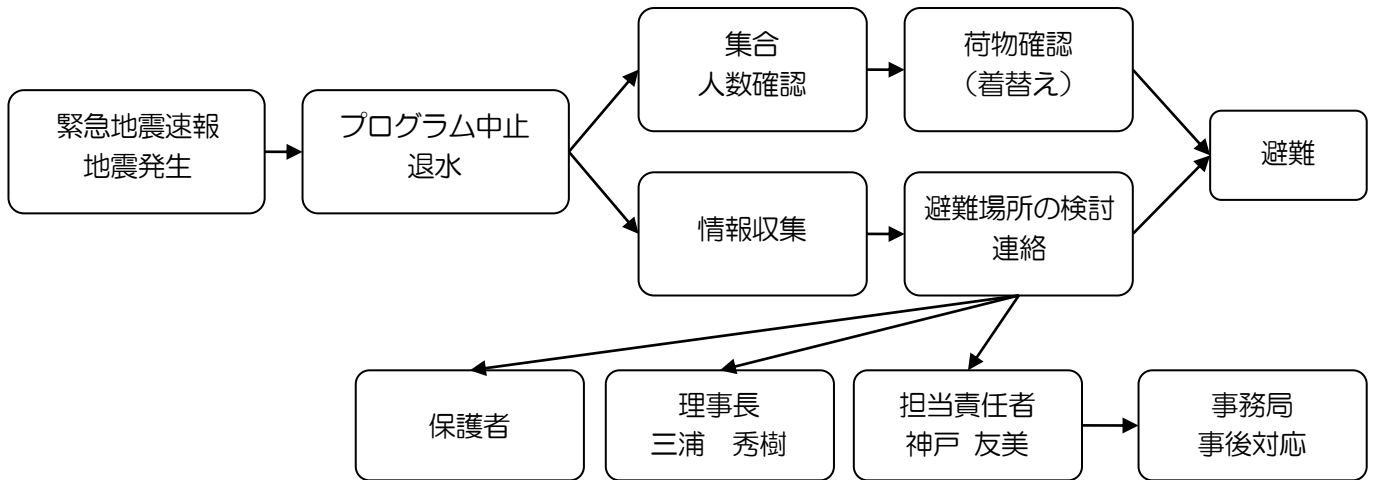 緊急地震速報
地震発生
プログラム中止
退水
集合
人数確認
荷物確認
（着替え）
情報収集
避難場所の検討
連絡
避難
保護者
理事長
三浦　秀樹
担当責任者
神戸 友美
事務局
事後対応